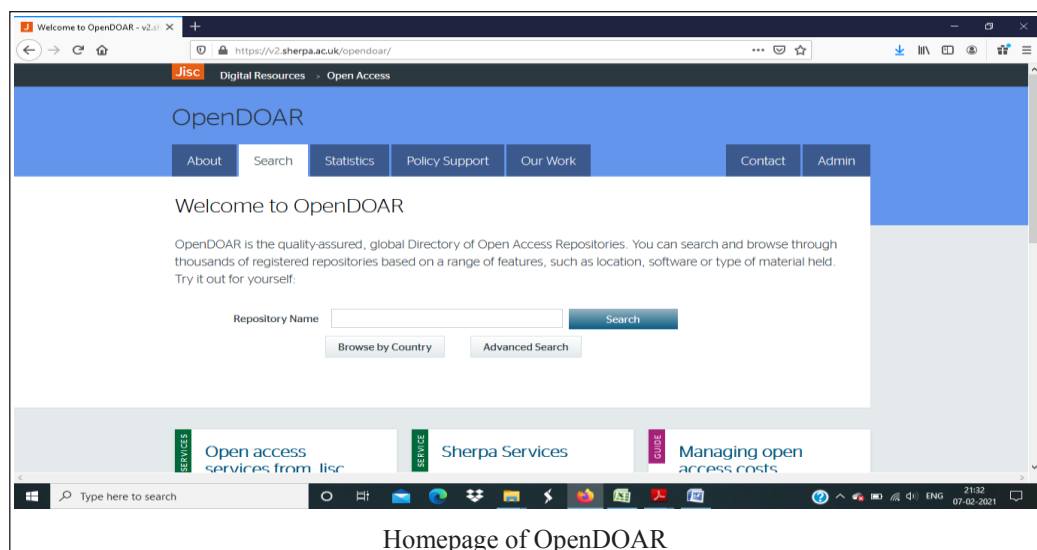 Welcome to OpenDOAR - v2.sh
https://v2.sherpa.ac.uk/opendoar/
Jisc Digital Resources > Open Access
OpenDOAR
About Search Statistics Policy Support Our Work Contact Admin
Welcome to OpenDOAR
OpenDOAR is the quality-assured, global Directory of Open Access Repositories. You can search and browse through
thousands of registered repositories based on a range of features, such as location, software or type of material held.
Try it out for yourself:
Repository Name Search
Browse by Country Advanced Search
SERVICES Open access SERVICE Sherpa Services GUIDE Managing open
services from Jisc access costs
Type here to search ENG 21:32
07-02-2021
Homepage of OpenDOAR